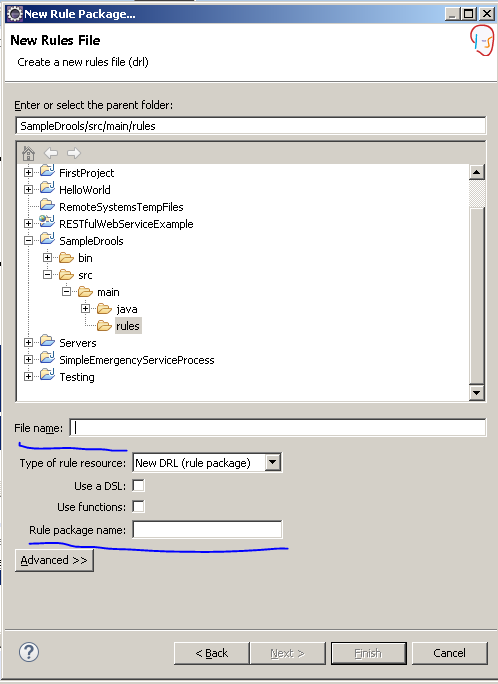 New Rule Package...
New Rules File
Create a new rules file (drl)
Enter or select the parent folder:
SampleDrools/src/main/rules
FirstProject
HelloWorld
RemoteSystemsTempFiles
RESTfulWebServiceExample
SampleDrools
bin
src
main
java
rules
Servers
SimpleEmergencyServiceProcess
Testing
File name:
Type of rule resource: New DRL (rule package)
Use a DSL:
Use functions:
Rule package name:
Advanced >>
? < Back Next > Finish Cancel